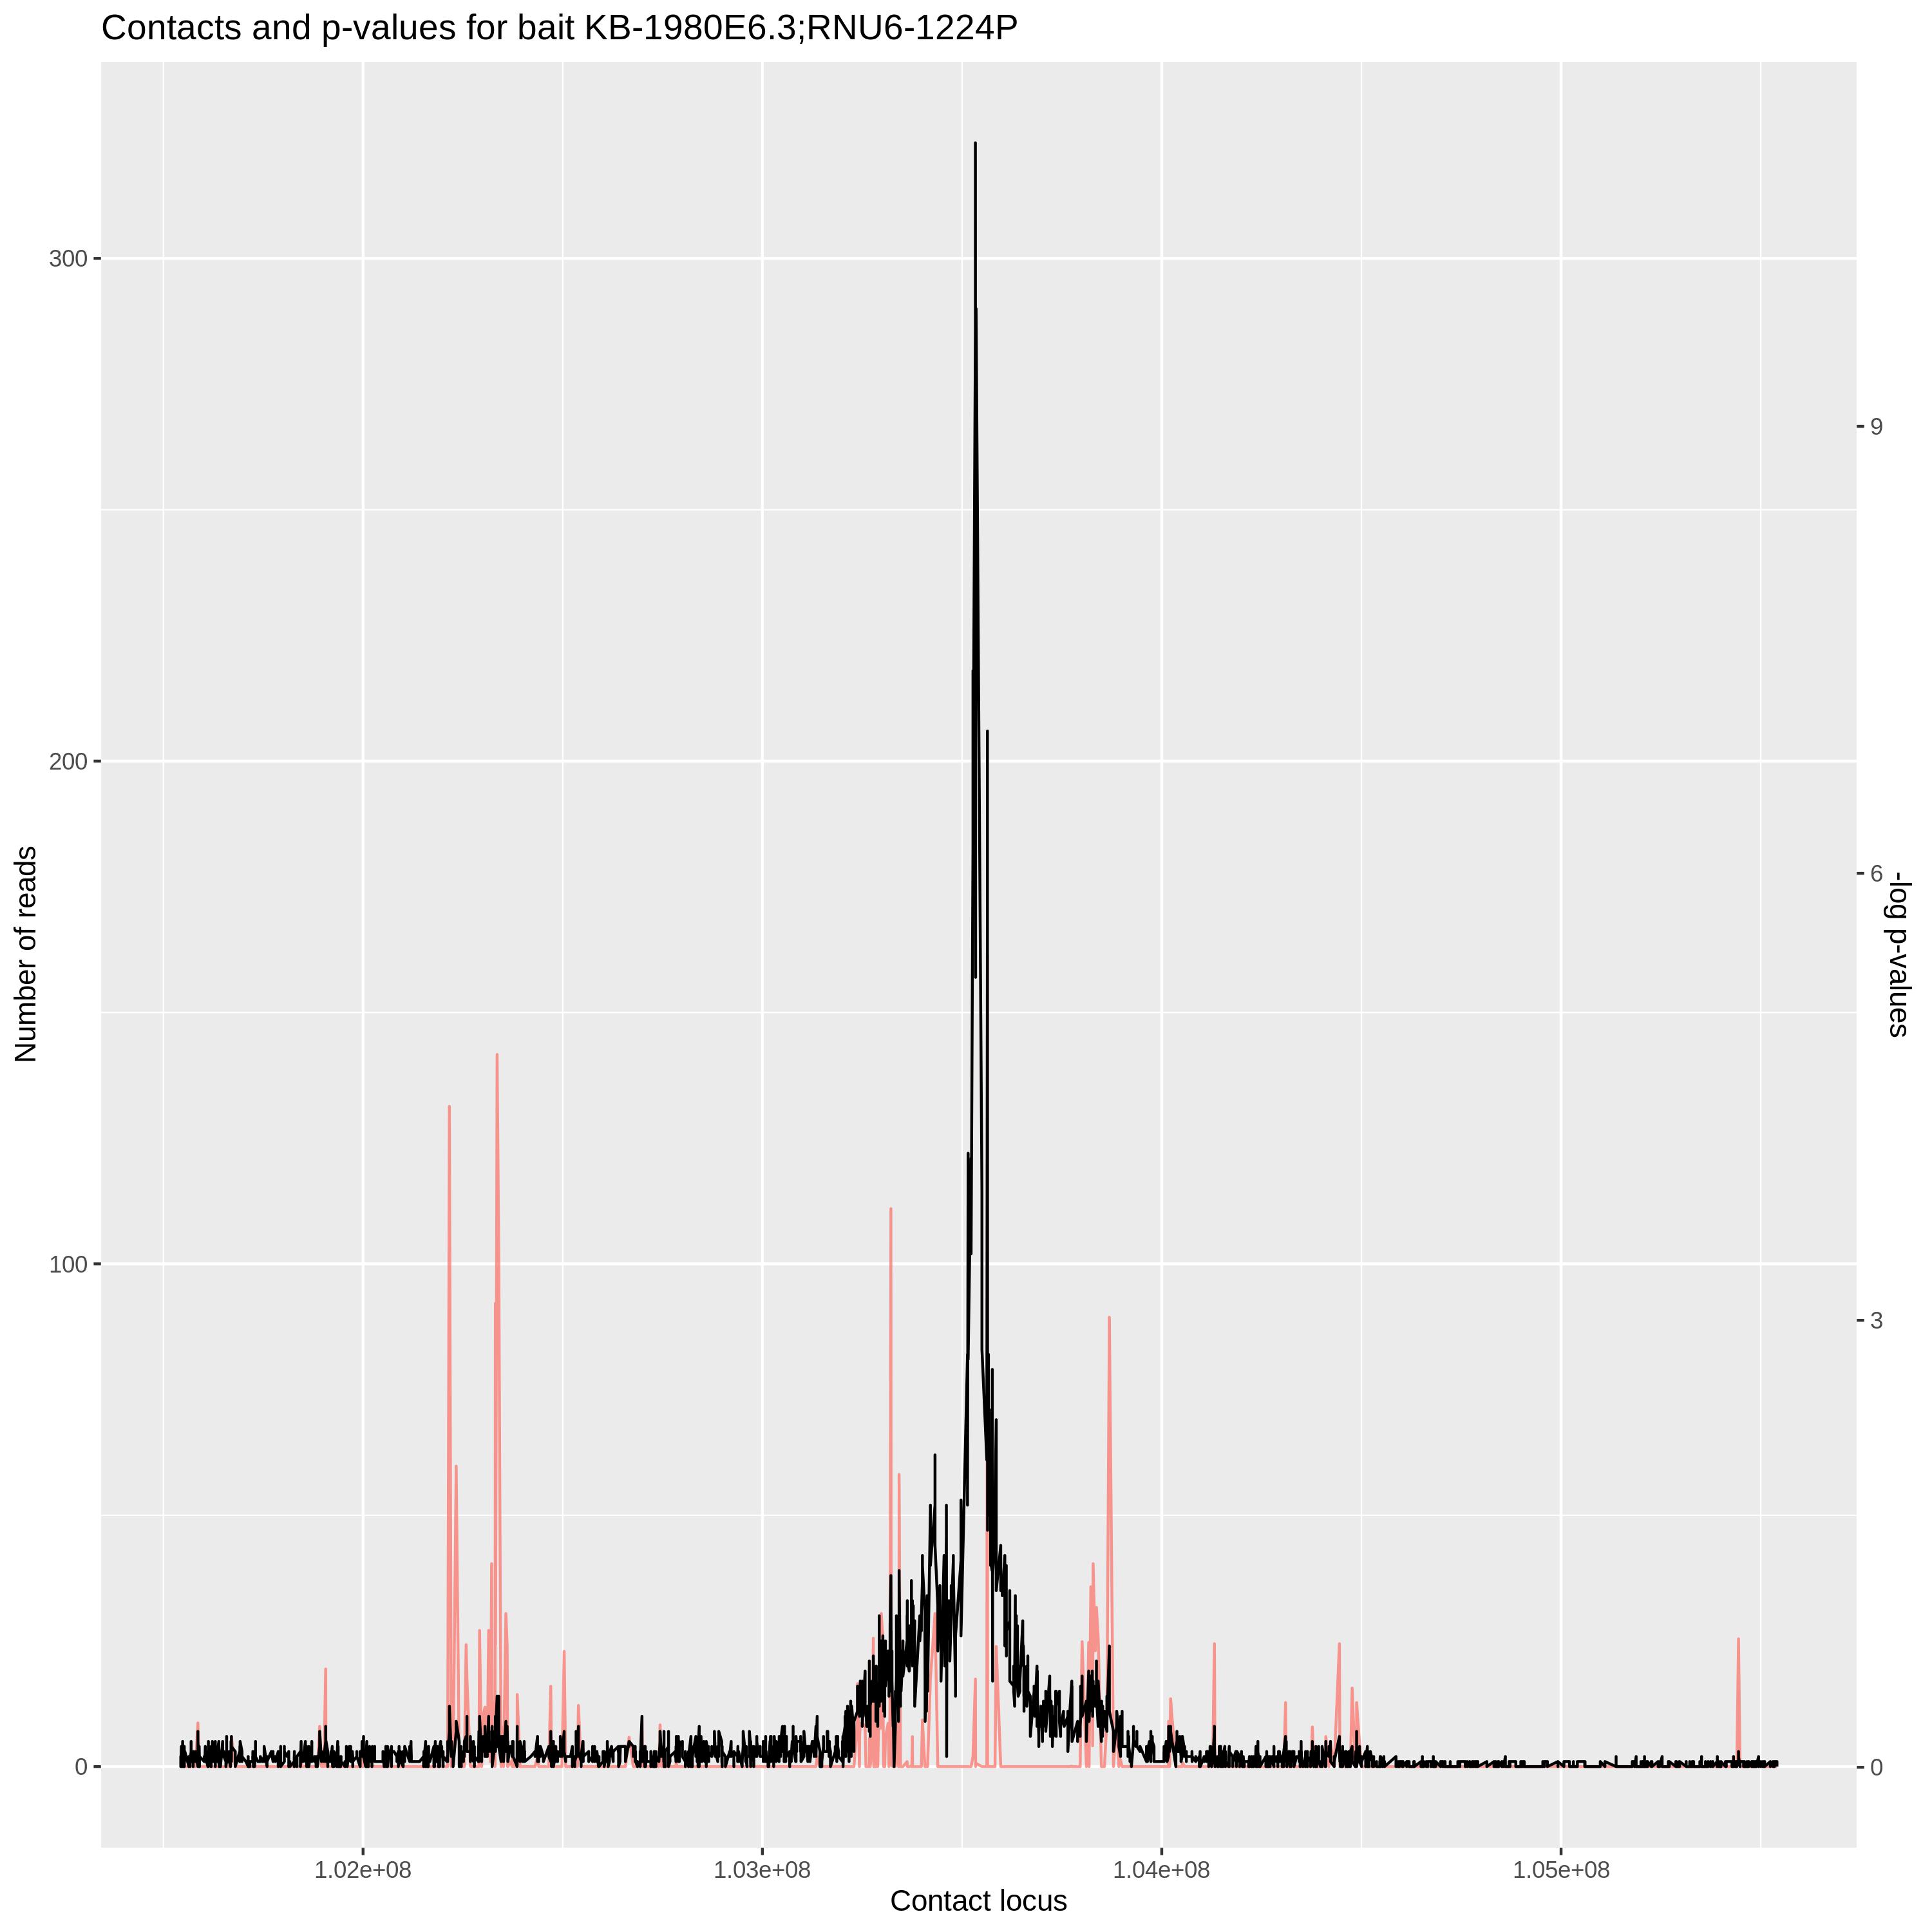 Contacts and p-values for bait KB-1980E6.3;RNU6-1224P
300
200
100
0
Number of reads
9
6
3
0
-log p-values
1.02e+08 1.03e+08 1.04e+08 1.05e+08
Contact locus